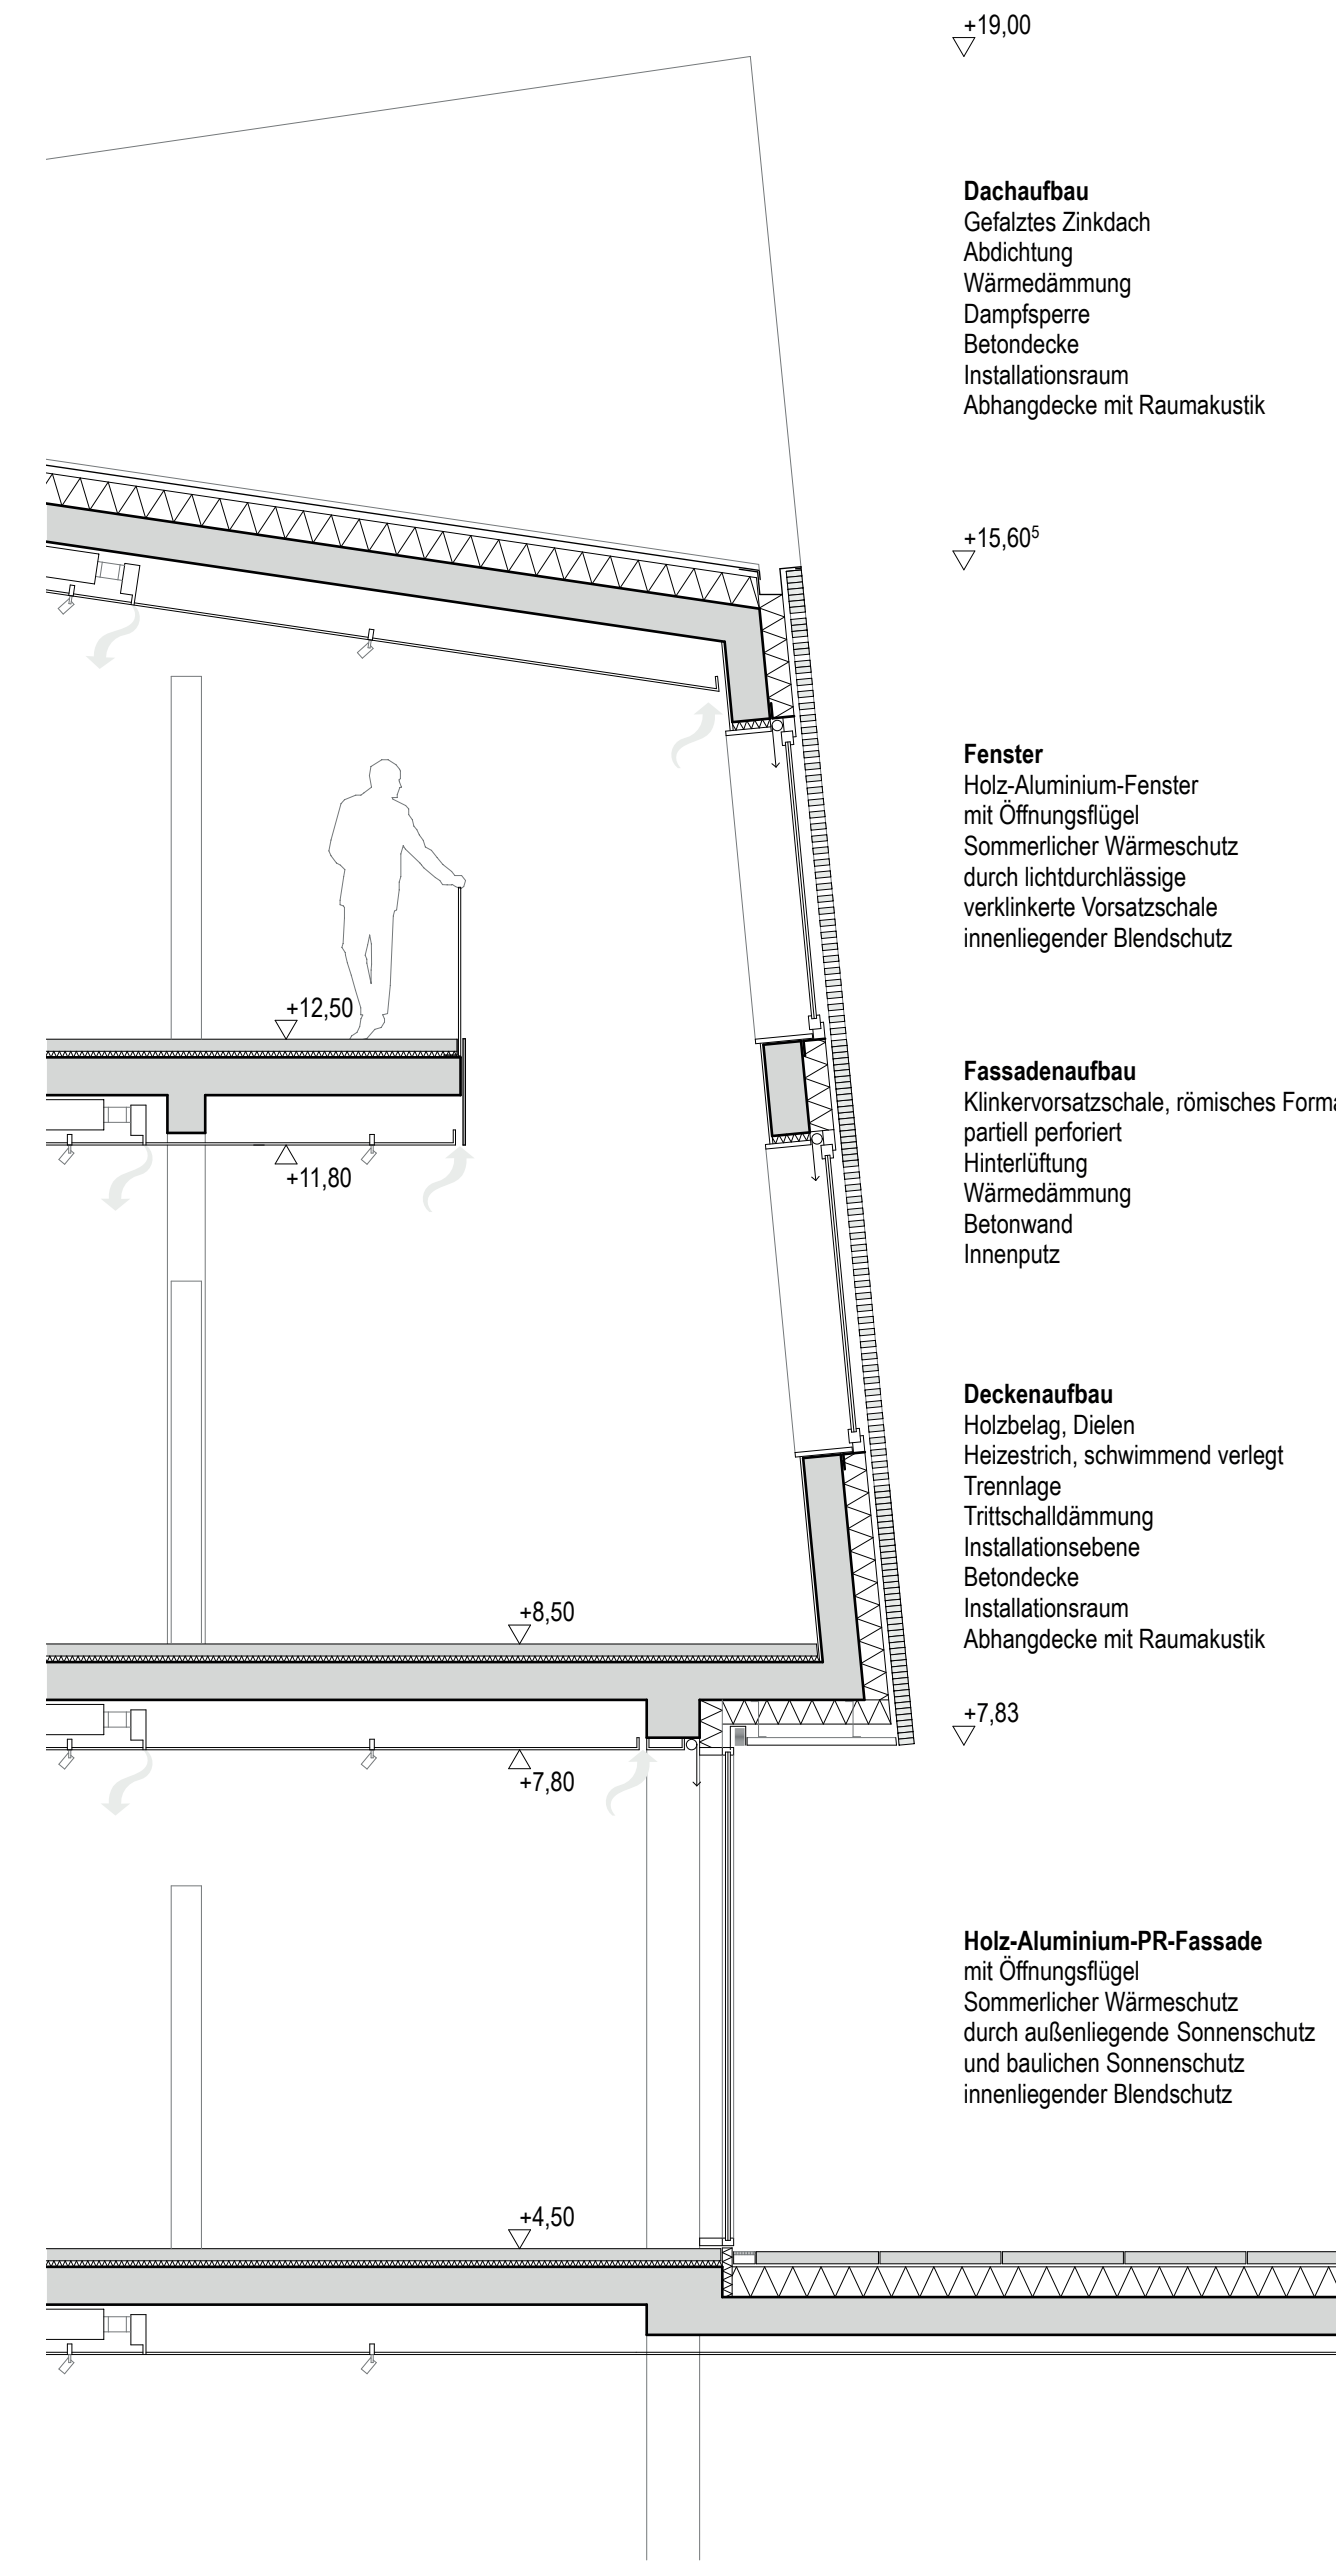 +19,00
Dachaufbau
Gefalztes Zinkdach
Abdichtung
Wärmedämmung
Dampfsperre
Betondecke
Installationsraum
Abhangdecke mit Raumakustik
+15,60⁵
Fenster
Holz-Aluminium-Fenster
mit Öffnungsflügel
Sommerlicher Wärmeschutz
durch lichtdurchlässige
verklinkerte Vorsatzschale
innenliegender Blendschutz
+12,50
+11,80
Fassadenaufbau
Klinkervorsatzschale, römisches Forma
partiell perforiert
Hinterlüftung
Wärmedämmung
Betonwand
Innenputz
Deckenaufbau
Holzbelag, Dielen
Heizestrich, schwimmend verlegt
Trennlage
Trittschalldämmung
Installationsebene
Betondecke
Installationsraum
Abhangdecke mit Raumakustik
+8,50
+7,83
+7,80
Holz-Aluminium-PR-Fassade
mit Öffnungsflügel
Sommerlicher Wärmeschutz
durch außenliegende Sonnenschutz
und baulichen Sonnenschutz
innenliegender Blendschutz
+4,50